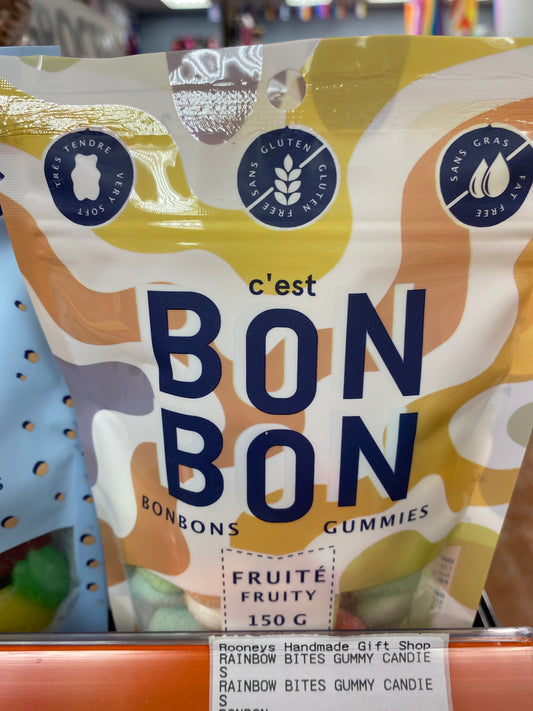 TRÈS TENDRE
VERY SOFT
SANS GLUTEN
GLUTEN FREE
SANS GRAS
FAT FREE
c'est
BON
BON
BONBONS GUMMIES
FRUITÉ
FRUITY
150 G
Rooneys Handmade Gift Shop
RAINBOW BITES GUMMY CANDIE
S
RAINBOW BITES GUMMY CANDIE
S
BONBON